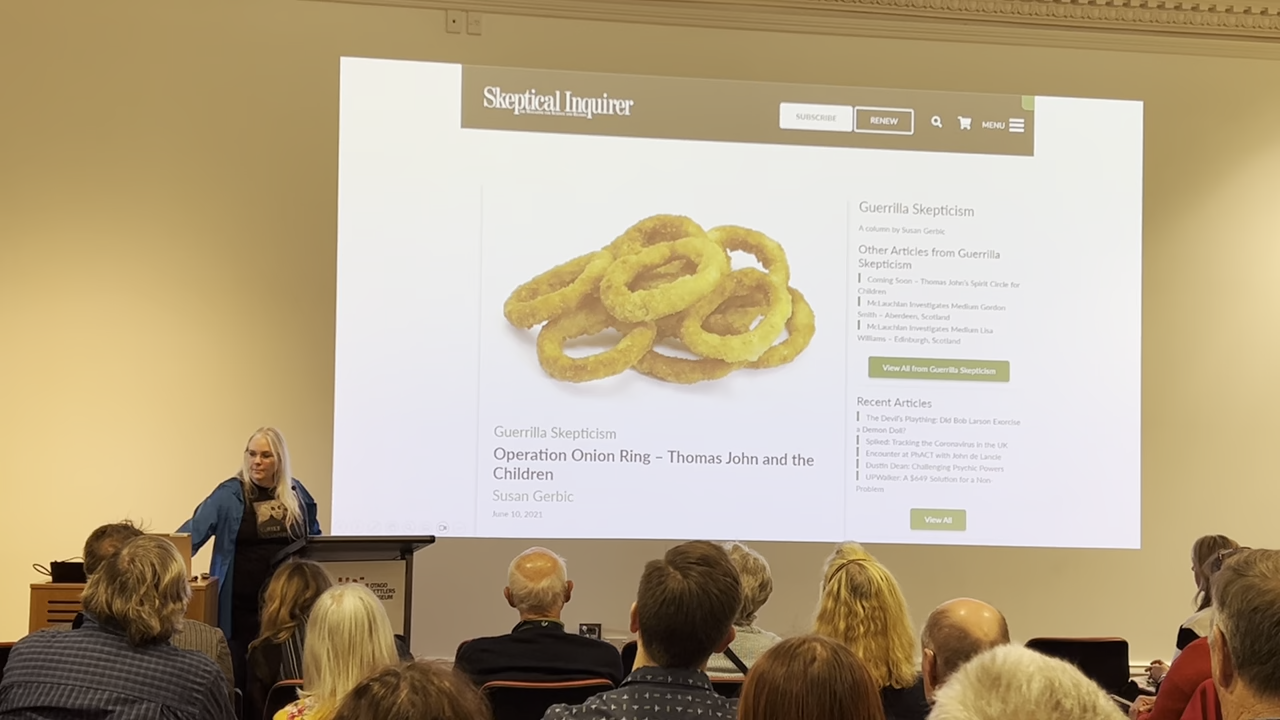 Skeptical Inquirer
SUBSCRIBE
RENEW
MENU
Guerrilla Skepticism
Operation Onion Ring – Thomas John and the
Children
Susan Gerbic
June 10, 2021
Guerrilla Skepticism
A column by Susan Gerbic
Other Articles from Guerrilla
Skepticism
Coming Soon – Thomas John's Spirit Circle for
Children
McLauchlan Investigates Medium Gordon
Smith – Aberdeen, Scotland
McLauchlan Investigates Medium Lisa
Williams – Edinburgh, Scotland
View All from Guerrilla Skepticism
Recent Articles
The Devil's Plaything: Did Bob Larson Exorcise
a Demon Doll?
Spiked: Tracking the Coronavirus in the UK
Encounter at PhACT with John de Lancie
Dustin Dean: Challenging Psychic Powers
UPWalker: A $649 Solution for a Non
Problem
View All
OTAGO